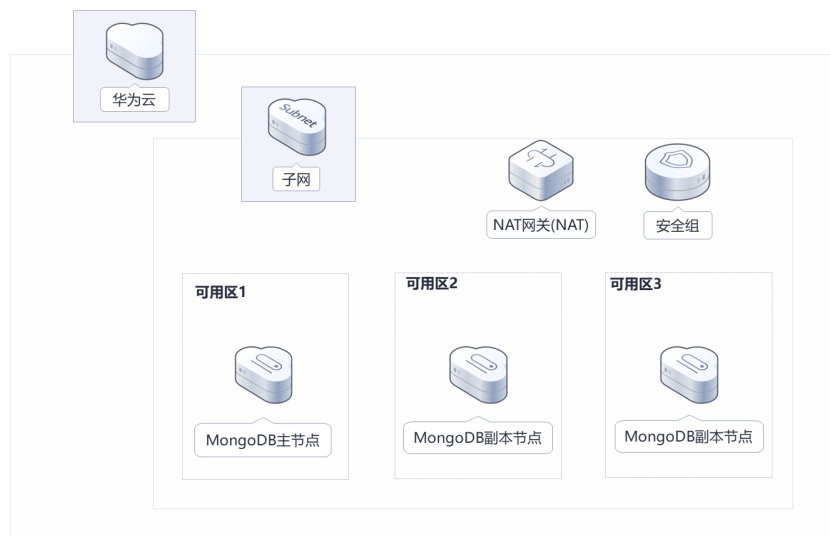 华为云
Subnet
子网
NAT网关(NAT)
安全组
可用区1
可用区2
可用区3
MongoDB主节点
MongoDB副本节点
MongoDB副本节点